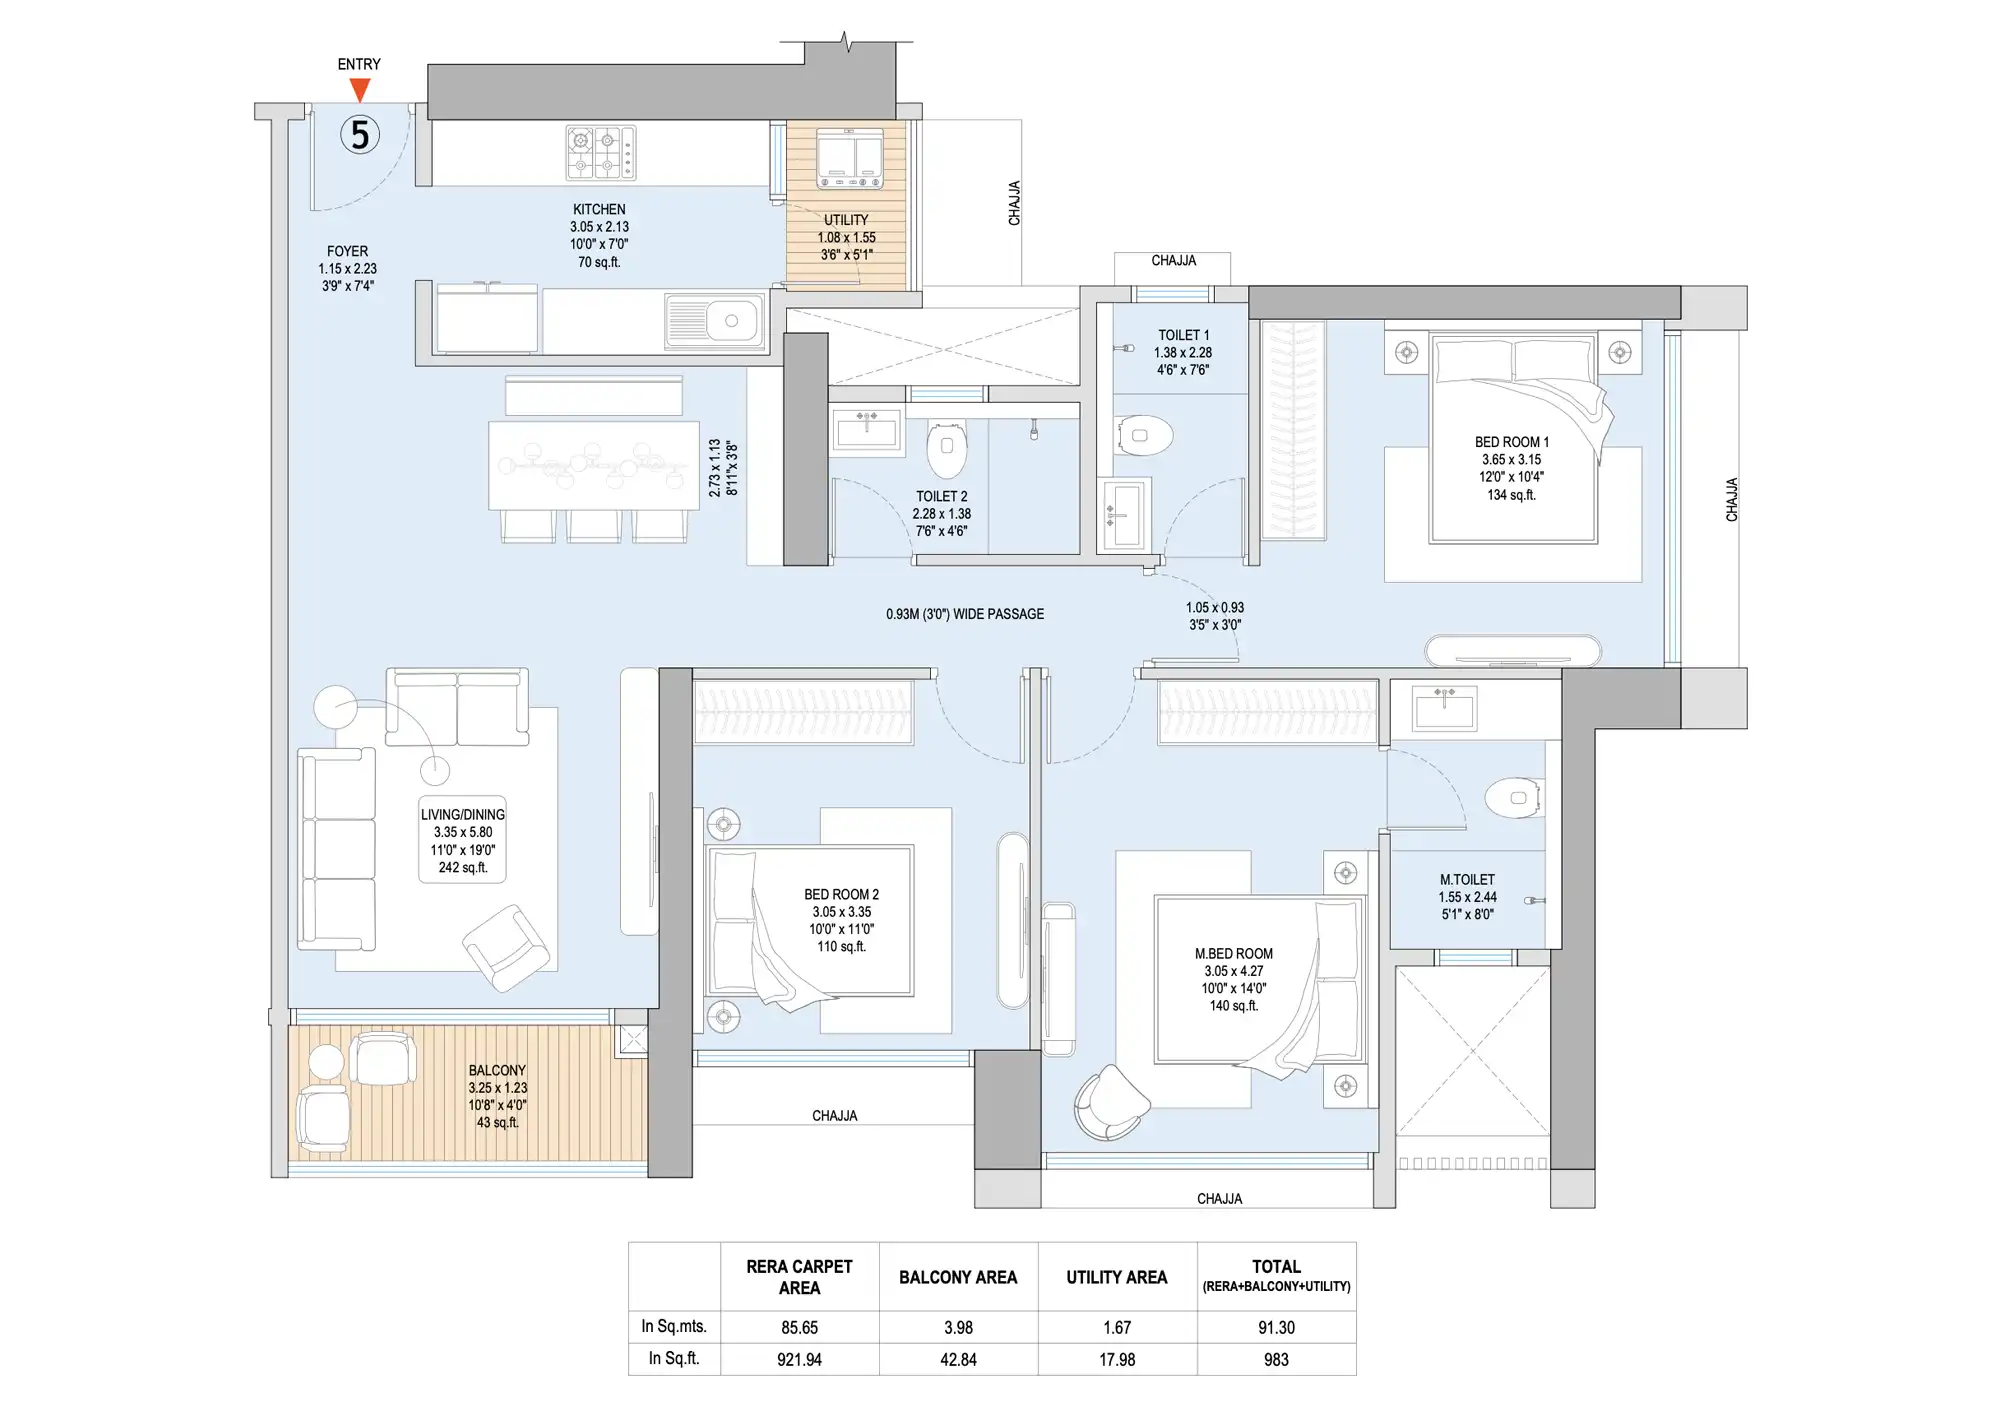 ENTRY
5
KITCHEN
3.05 x 2.13
10'0" x 7'0"
70 sq.ft.
UTILITY
1.08 x 1.55
3'6" x 5'1"
CHAJJA
FOYER
1.15 x 2.23
3'9" x 7'4"
CHAJJA
TOILET 1
1.38 x 2.28
4'6" x 7'6"
2.73 x 1.13
8'11"x 3'8"
TOILET 2
2.28 x 1.38
7'6" x 4'6"
BED ROOM 1
3.65 x 3.15
12'0" x 10'4"
134 sq.ft.
CHAJJA
0.93M (3'0") WIDE PASSAGE
1.05 x 0.93
3'5" x 3'0"
LIVING/DINING
3.35 x 5.80
11'0" x 19'0"
242 sq.ft.
BED ROOM 2
3.05 x 3.35
10'0" x 11'0"
110 sq.ft.
M.BED ROOM
3.05 x 4.27
10'0" x 14'0"
140 sq.ft.
M.TOILET
1.55 x 2.44
5'1" x 8'0"
BALCONY
3.25 x 1.23
10'8" x 4'0"
43 sq.ft.
CHAJJA
CHAJJA
RERA CARPET AREA BALCONY AREA UTILITY AREA TOTAL (RERA+BALCONY+UTILITY)
In Sq.mts. 85.65 3.98 1.67 91.30
In Sq.ft. 921.94 42.84 17.98 983